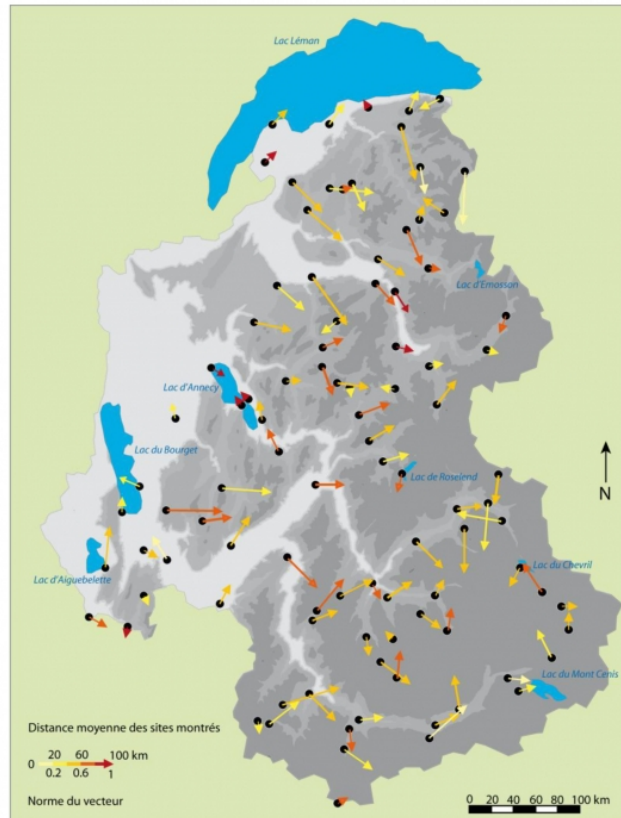 Lac Léman
Lac d'Emosson
Lac d'Annecy
Lac du Bourget
N
Lac de Roselend
Lac du Chevril
Lac d'Aiguebelette
Lac du Mont Cenis
Distance moyenne des sites montrés
20 60 100 km
0
0.2 0.6 1
Norme du vecteur
0 20 40 60 80 100 km